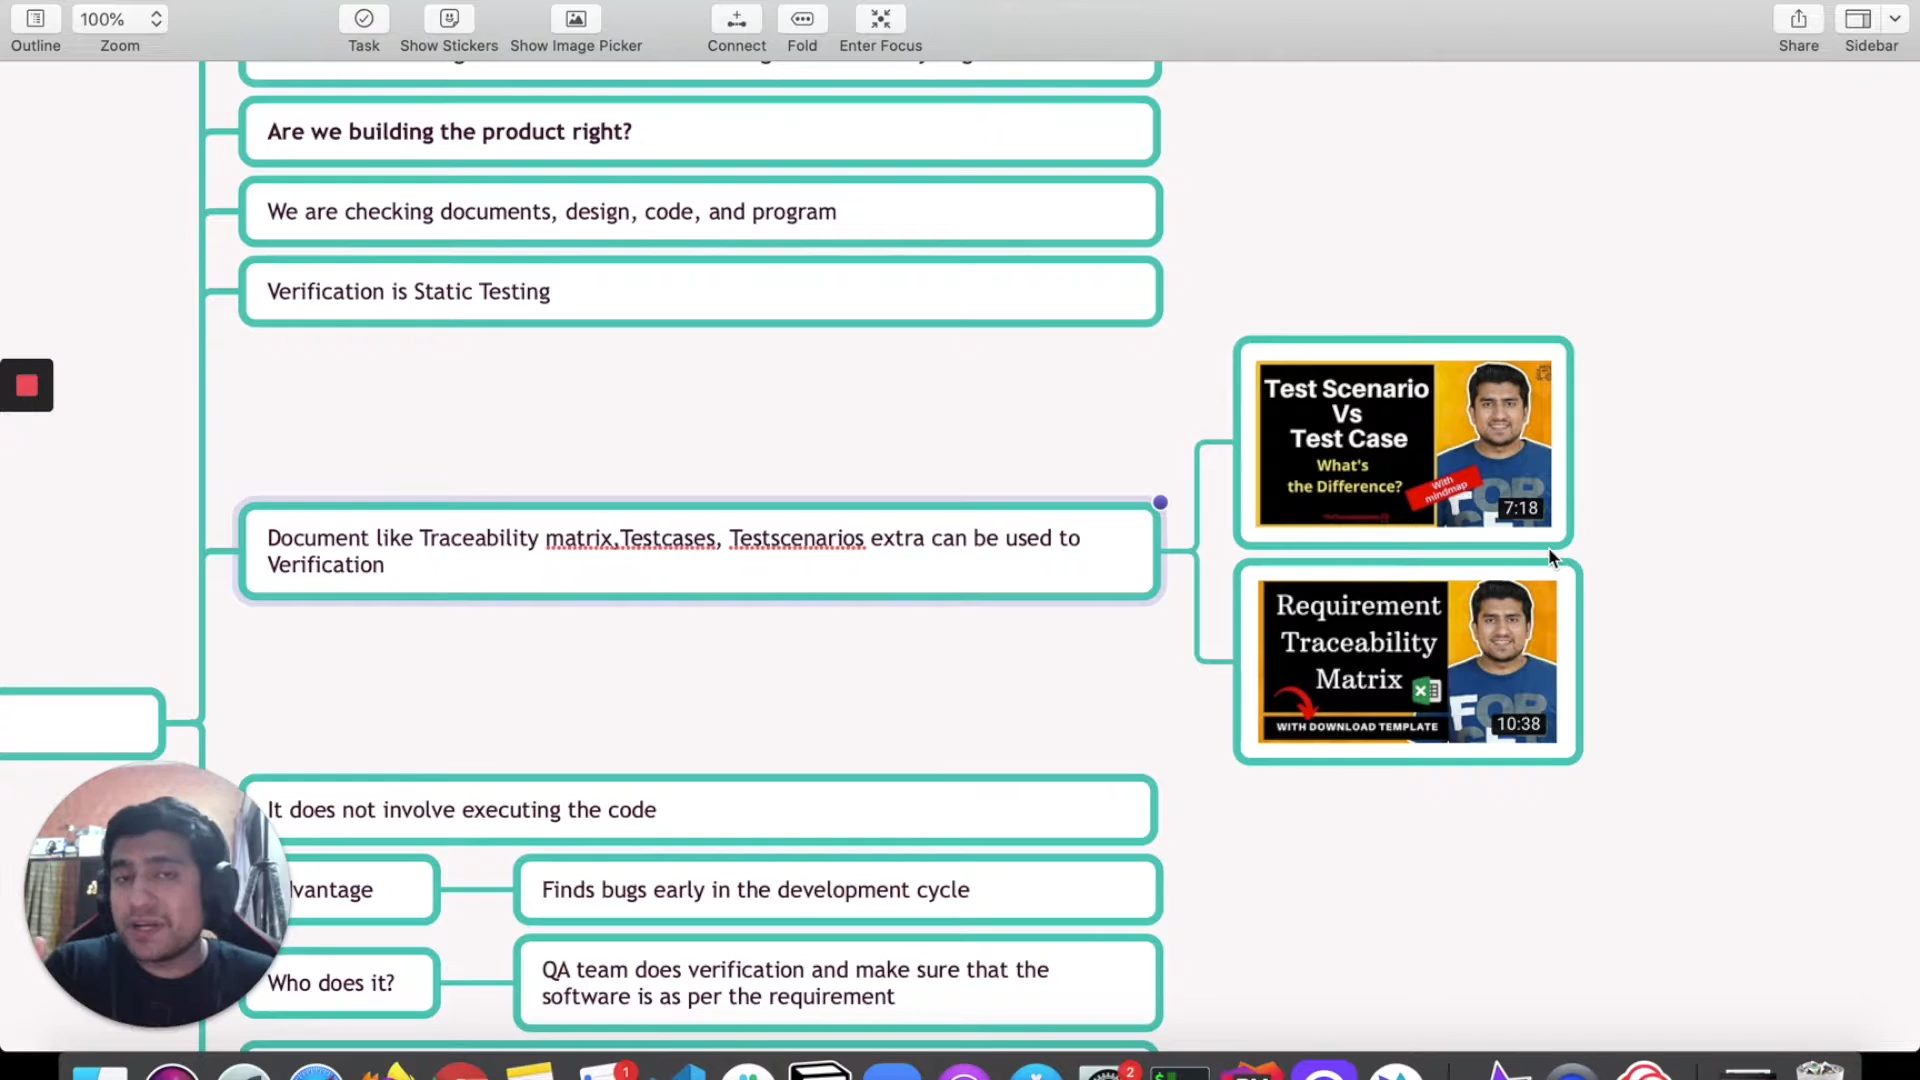 100%
Outline
Zoom
Task
Show Stickers
Show Image Picker
Connect
Fold
Enter Focus
Share
Sidebar
Are we building the product right?
We are checking documents, design, code, and program
Verification is Static Testing
Test Scenario
Vs
Test Case
What's
the Difference?
With
mindmap
7:18
Document like Traceability matrix,Testcases, Testscenarios extra can be used to
Verification
Requirement
Traceability
Matrix
WITH DOWNLOAD TEMPLATE
10:38
It does not involve executing the code
vantage
Finds bugs early in the development cycle
Who does it?
QA team does verification and make sure that the
software is as per the requirement
1
2